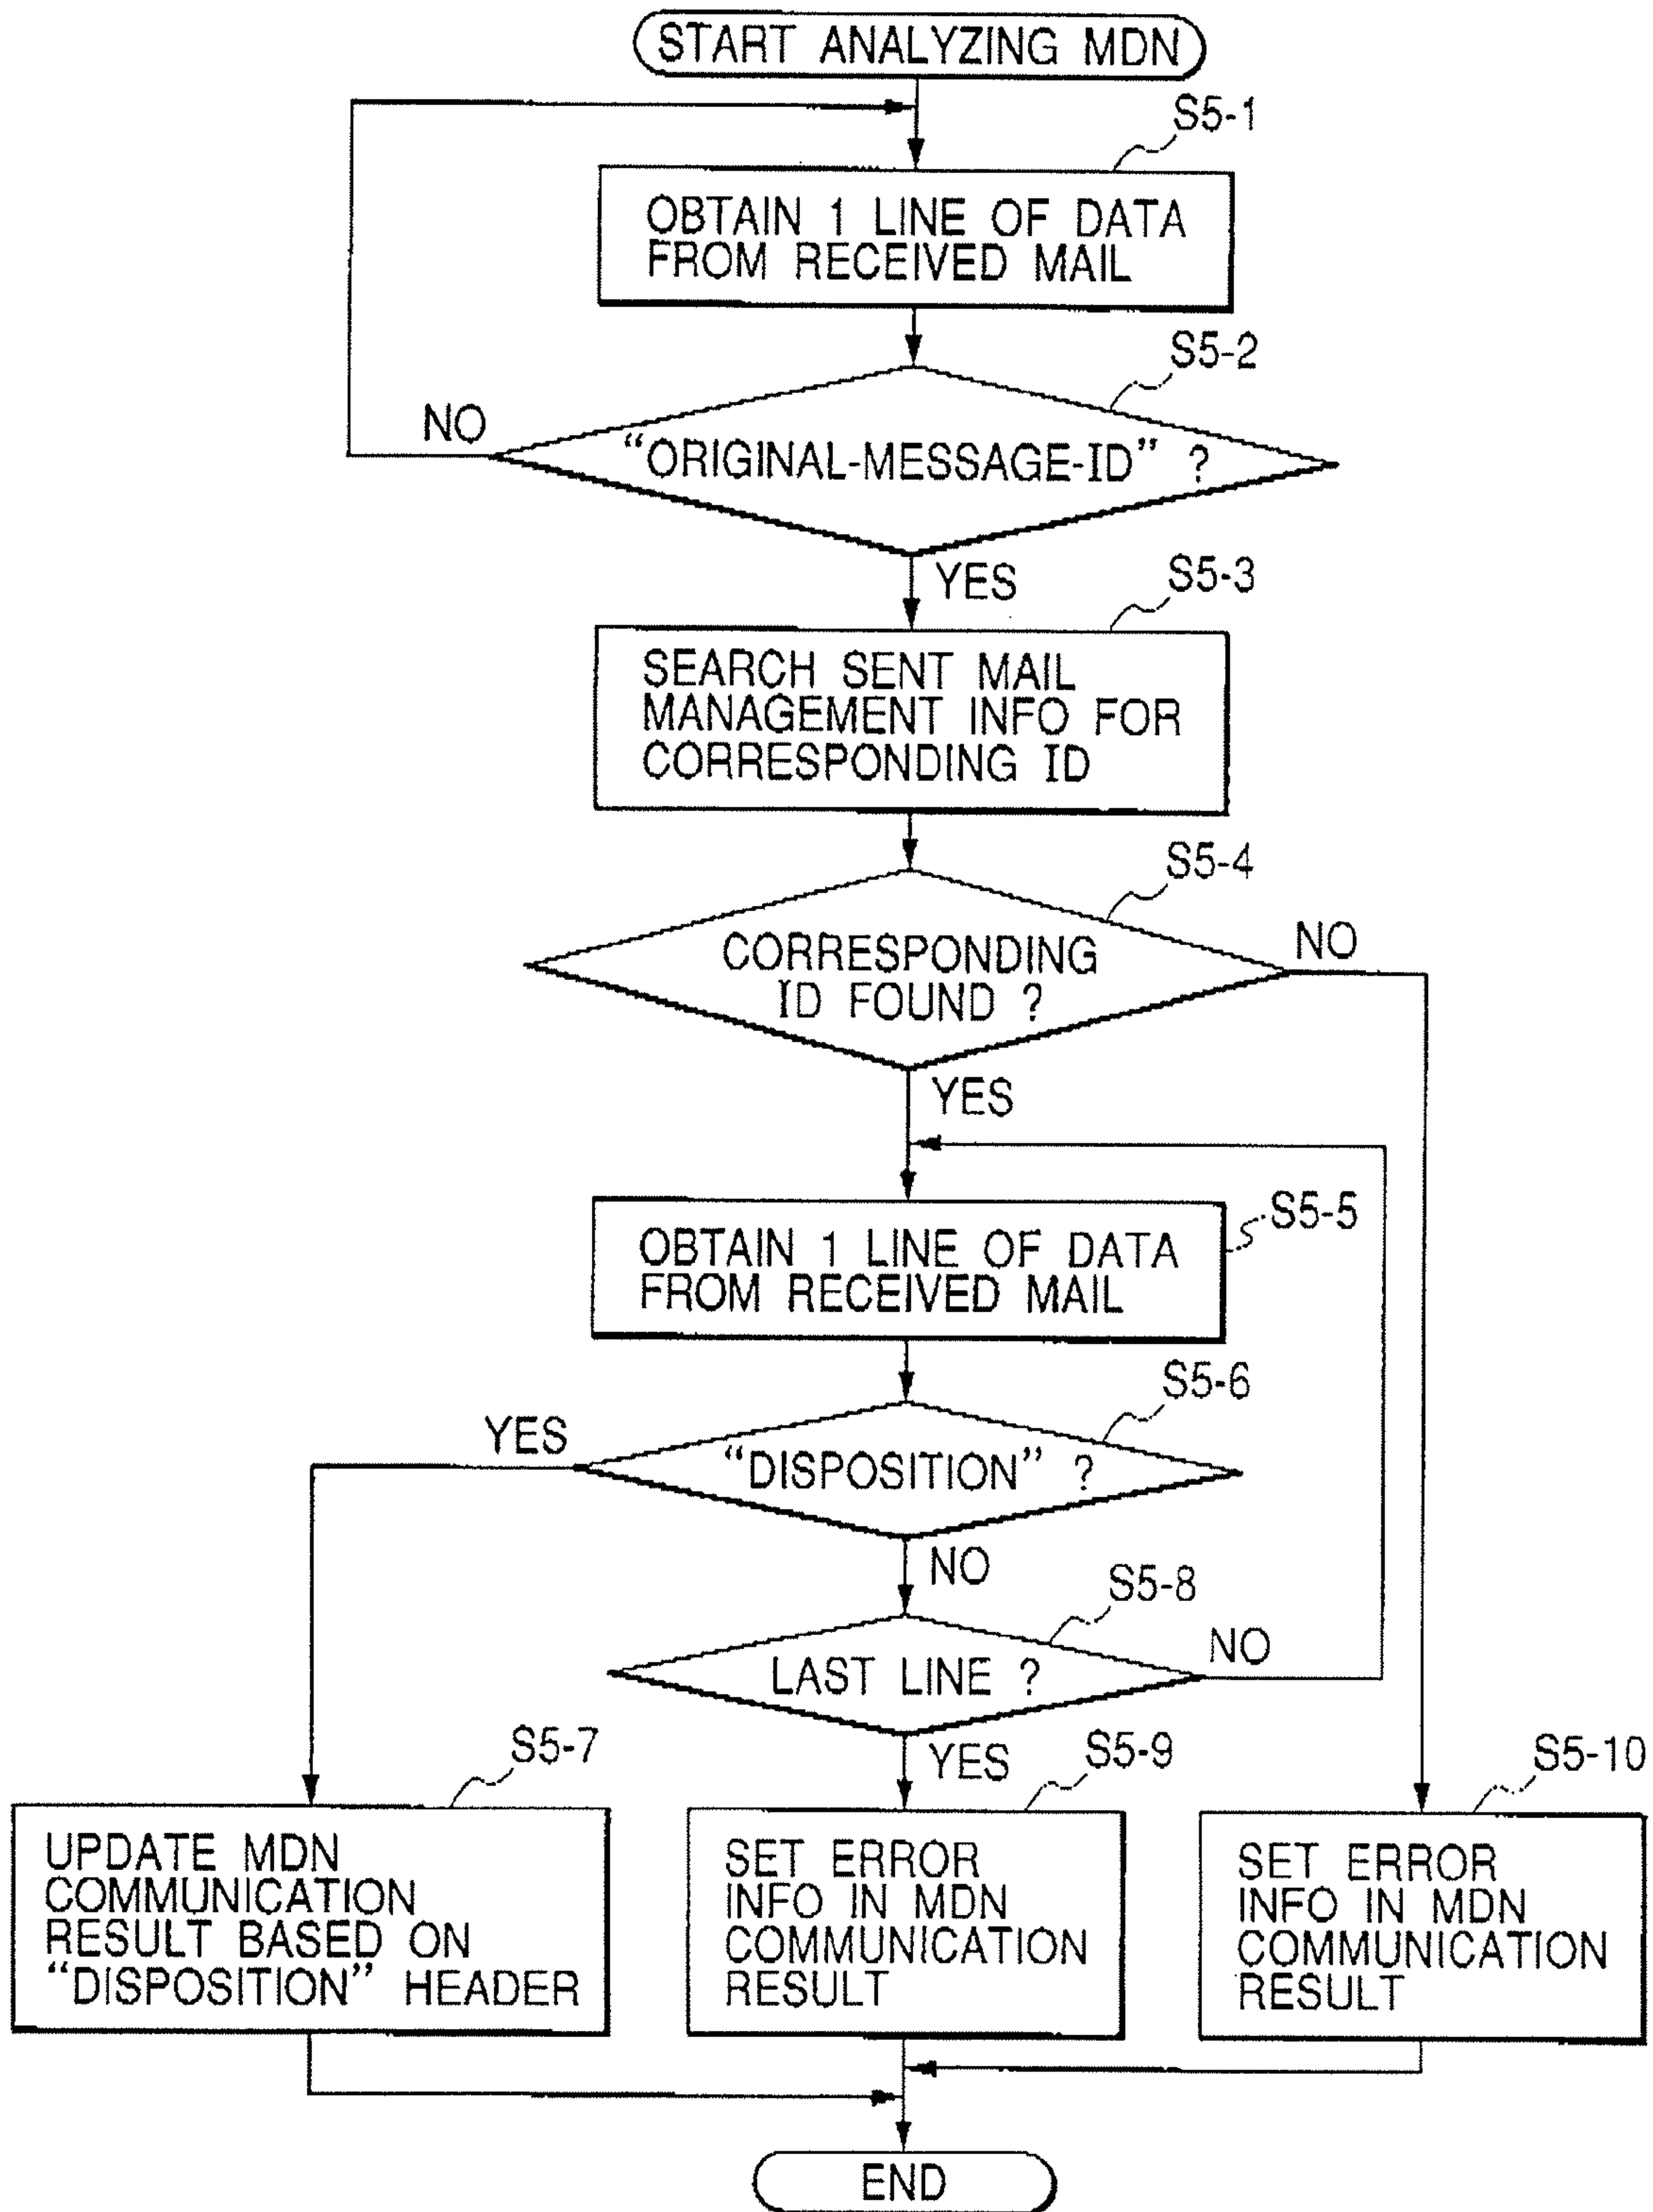 START ANALYZING MDN
S5-1
OBTAIN 1 LINE OF DATA
FROM RECEIVED MAIL
S5-2
NO
“ORIGINAL-MESSAGE-ID” ?
YES
S5-3
SEARCH SENT MAIL
MANAGEMENT INFO FOR
CORRESPONDING ID
S5-4
NO
CORRESPONDING
ID FOUND ?
YES
S5-5
OBTAIN 1 LINE OF DATA
FROM RECEIVED MAIL
S5-6
YES
“DISPOSITION” ?
NO
S5-8
NO
LAST LINE ?
YES
S5-7
UPDATE MDN
COMMUNICATION
RESULT BASED ON
“DISPOSITION” HEADER
S5-9
SET ERROR
INFO IN MDN
COMMUNICATION
RESULT
S5-10
SET ERROR
INFO IN MDN
COMMUNICATION
RESULT
END